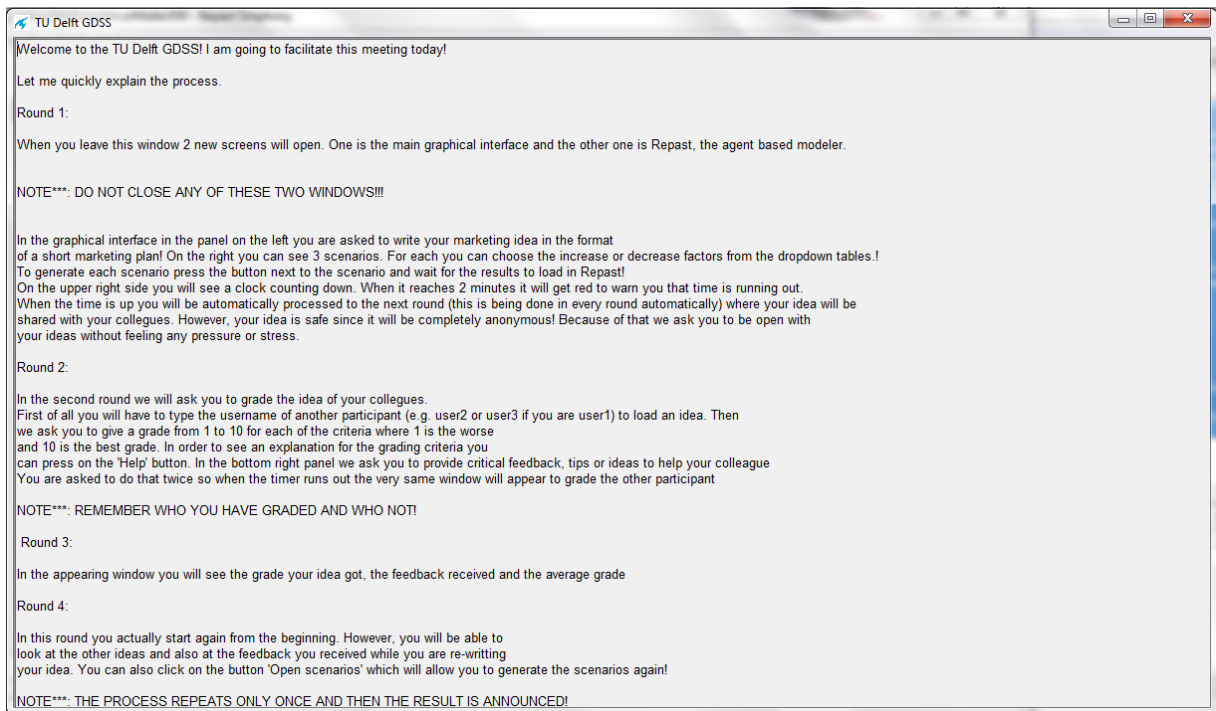 TU Delft GDSS
Welcome to the TU Delft GDSS! I am going to facilitate this meeting today!
Let me quickly explain the process.
Round 1:
When you leave this window 2 new screens will open. One is the main graphical interface and the other one is Repast, the agent based modeler.
NOTE***: DO NOT CLOSE ANY OF THESE TWO WINDOWS!!!
In the graphical interface in the panel on the left you are asked to write your marketing idea in the format
of a short marketing plan! On the right you can see 3 scenarios. For each you can choose the increase or decrease factors from the dropdown tables.!
To generate each scenario press the button next to the scenario and wait for the results to load in Repast!
On the upper right side you will see a clock counting down. When it reaches 2 minutes it will get red to warn you that time is running out.
When the time is up you will be automatically processed to the next round (this is being done in every round automatically) where your idea will be
shared with your collegues. However, your idea is safe since it will be completely anonymous! Because of that we ask you to be open with
your ideas without feeling any pressure or stress.
Round 2:
In the second round we will ask you to grade the idea of your collegues.
First of all you will have to type the username of another participant (e.g. user2 or user3 if you are user1) to load an idea. Then
we ask you to give a grade from 1 to 10 for each of the criteria where 1 is the worse
and 10 is the best grade. In order to see an explanation for the grading criteria you
can press on the 'Help' button. In the bottom right panel we ask you to provide critical feedback, tips or ideas to help your colleague
You are asked to do that twice so when the timer runs out the very same window will appear to grade the other participant
NOTE***: REMEMBER WHO YOU HAVE GRADED AND WHO NOT!
Round 3:
In the appearing window you will see the grade your idea got, the feedback received and the average grade
Round 4:
In this round you actually start again from the beginning. However, you will be able to
look at the other ideas and also at the feedback you received while you are re-writting
your idea. You can also click on the button 'Open scenarios' which will allow you to generate the scenarios again!
NOTE***: THE PROCESS REPEATS ONLY ONCE AND THEN THE RESULT IS ANNOUNCED!